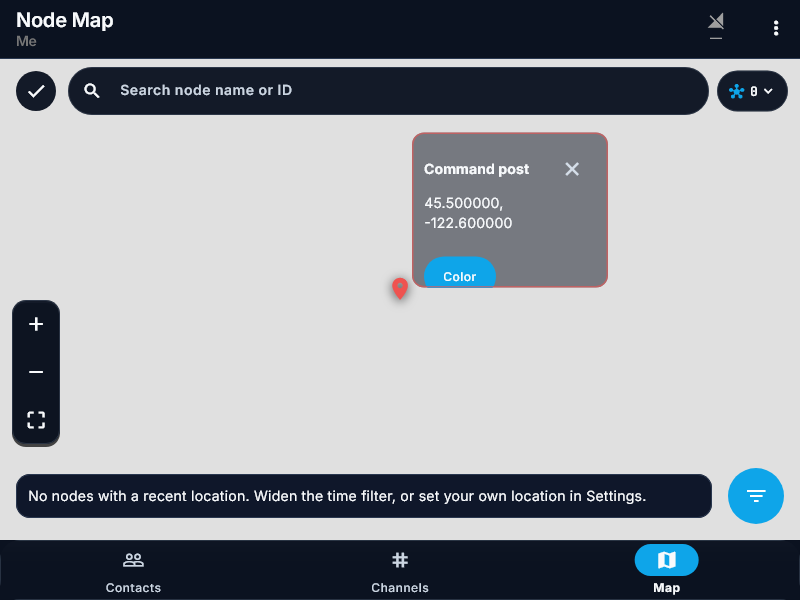 Node Map
Me
Search node name or ID
0
Command post
45.500000,
-122.600000
Color
No nodes with a recent location. Widen the time filter, or set your own location in Settings.
Contacts
Channels
Map